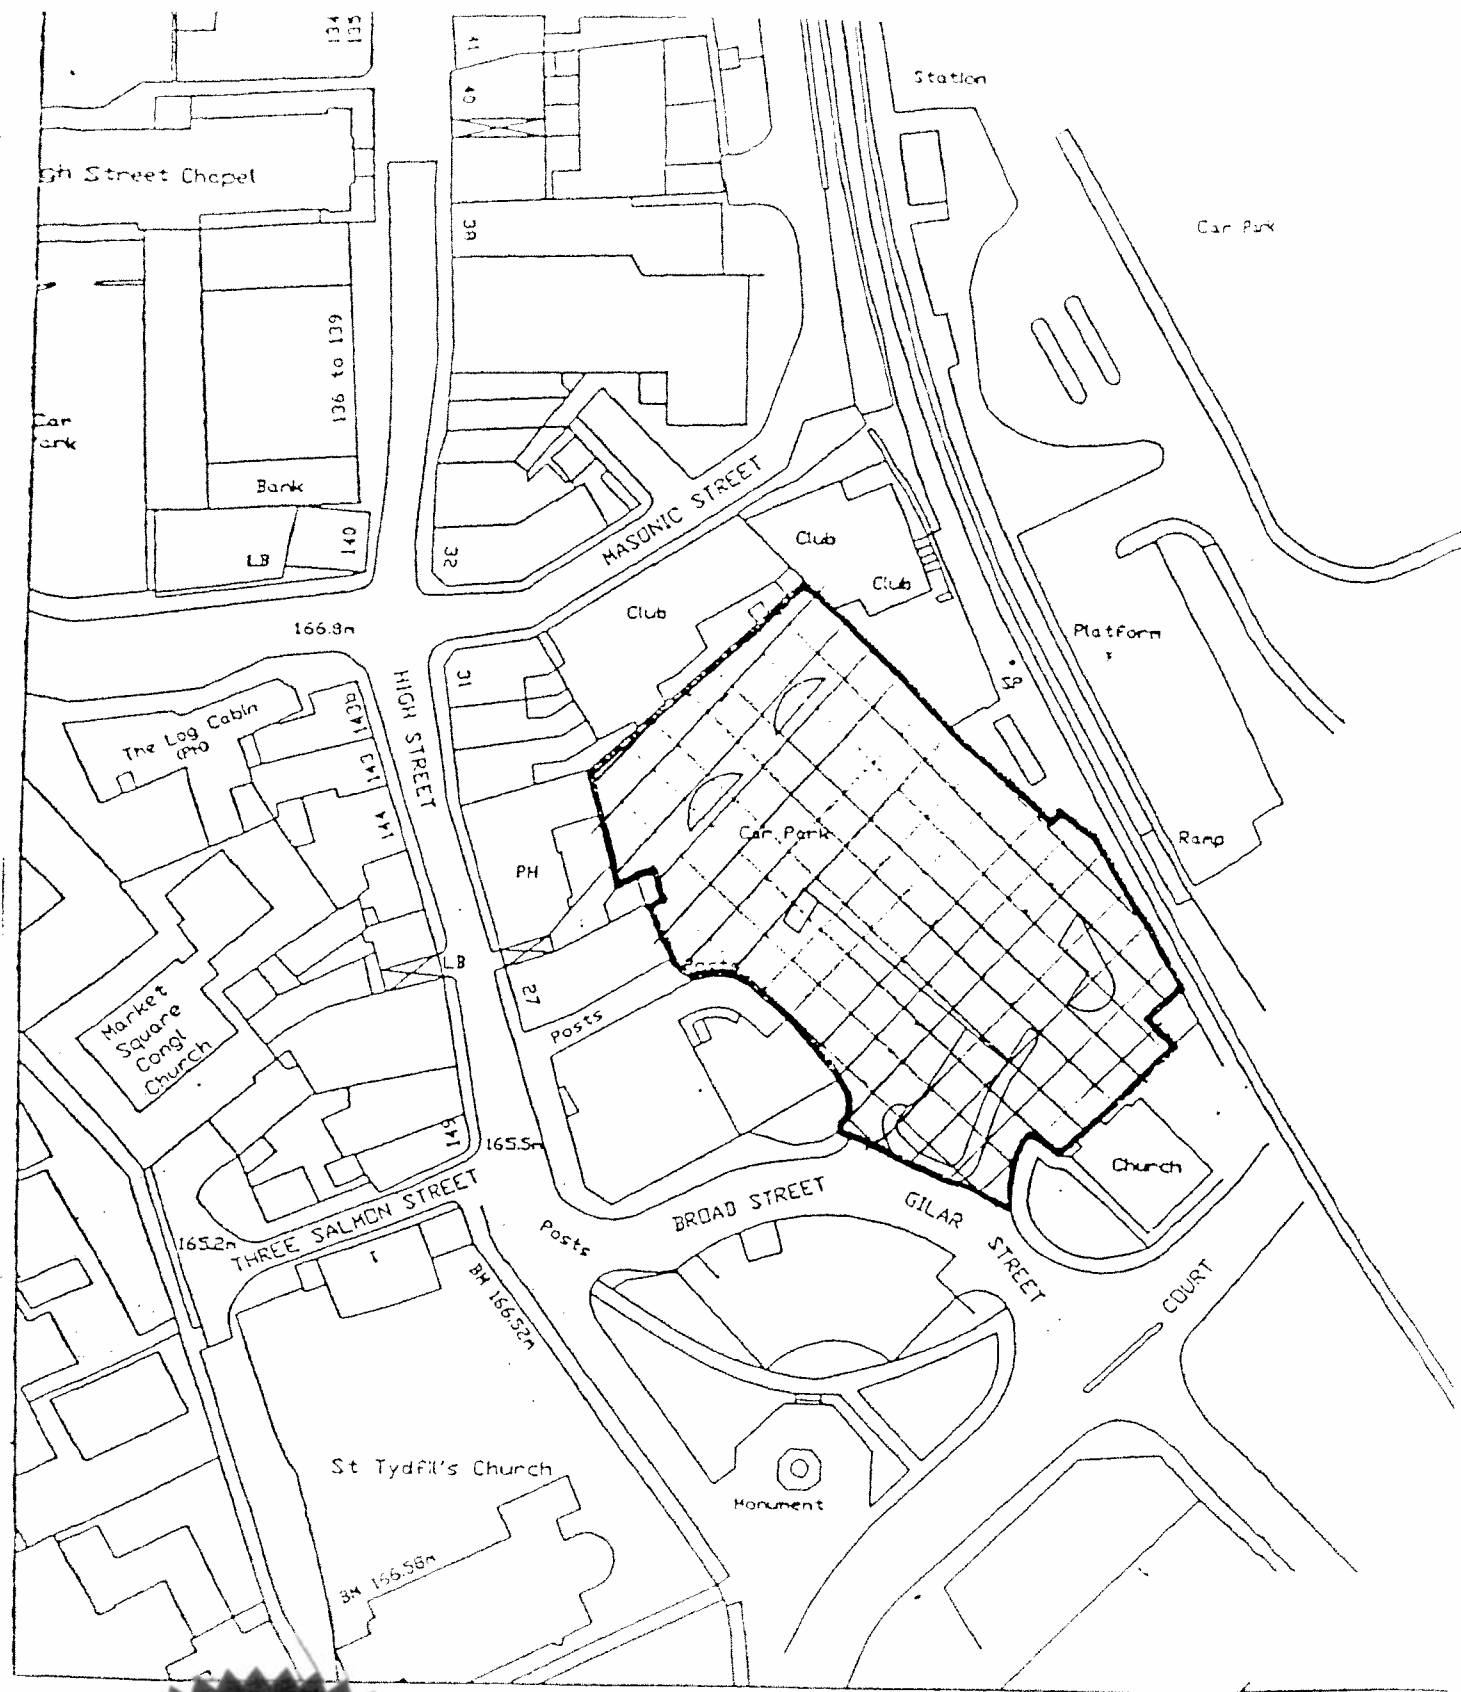 134
135
41
40
Station
gh Street Chapel
38
Car Park
136 to 139
Car
ark
Bank
LB
140
32
MASONIC STREET
Club
Club
Club
166.8m
Platform
SP
31
HIGH STREET
The Log Cabin
(PH)
143
144
Car Park
PH
Ramp
LB
27
Posts
Posts
Market
Square
Congl
Church
149
165.5m
Church
THREE SALMON STREET
165.2m
BROAD STREET
GILAR
STREET
Posts
COURT
BM 166.52m
St Tydfil's Church
Monument
BM 166.56m